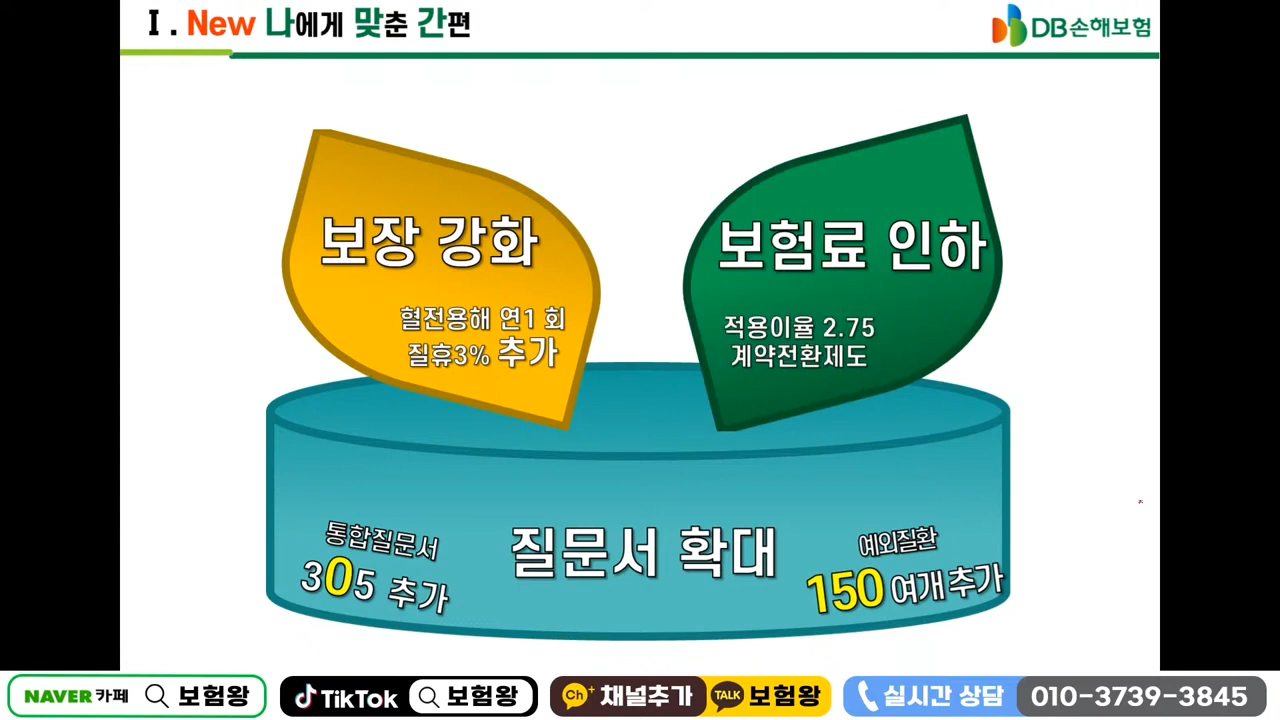 Ⅰ. New 나에게 맞춘 간편
DB손해보험
보장 강화
혈전용해 연1 회
질휴3% 추가
보험료 인하
적용이율 2.75
계약전환제도
통합질문서
305 추가
질문서 확대
예외질환
150여개 추가
NAVER 카페 보험왕
TikTok 보험왕
Ch+ 채널추가 TALK 보험왕
실시간 상담 010-3739-3845